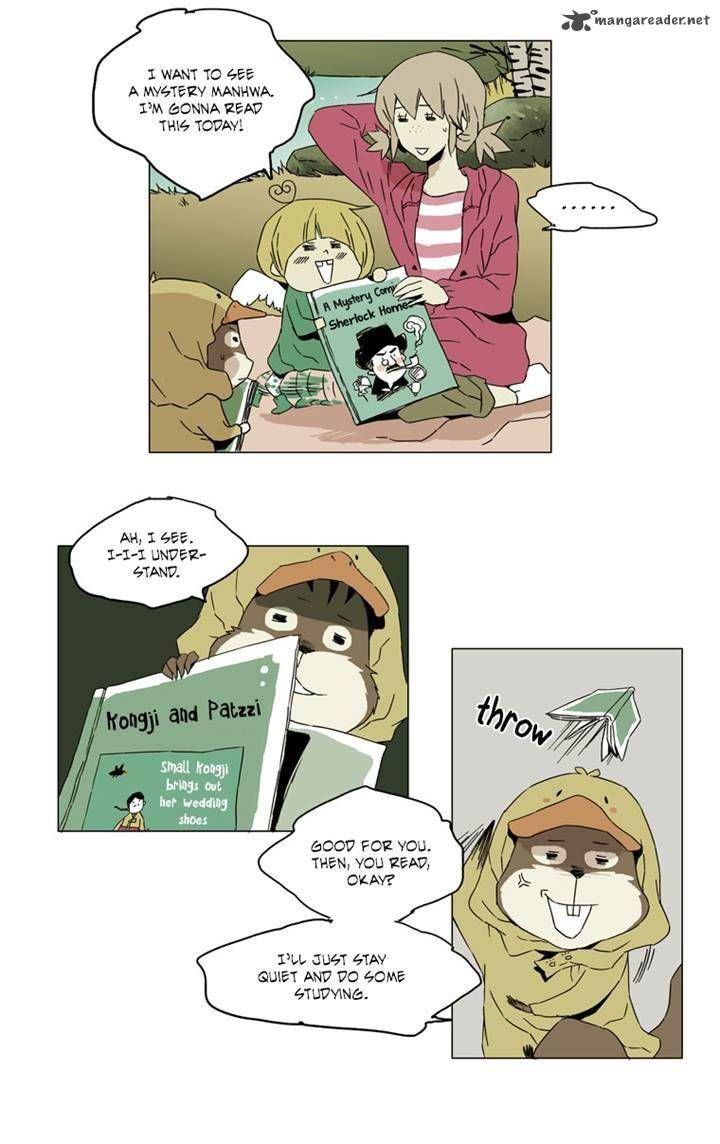 mangareader.net
I WANT TO SEE
A MYSTERY MANHWA.
I'M GONNA READ
THIS TODAY!
......
A Mystery Comi
Sherlock Homes
AH, I SEE.
I-I-I UNDER-
STAND.
Kongji and Patzzi
Small Kongji
brings out
her wedding
shoes
throw
GOOD FOR YOU.
THEN, YOU READ,
OKAY?
I'LL JUST STAY
QUIET AND DO SOME
STUDYING.